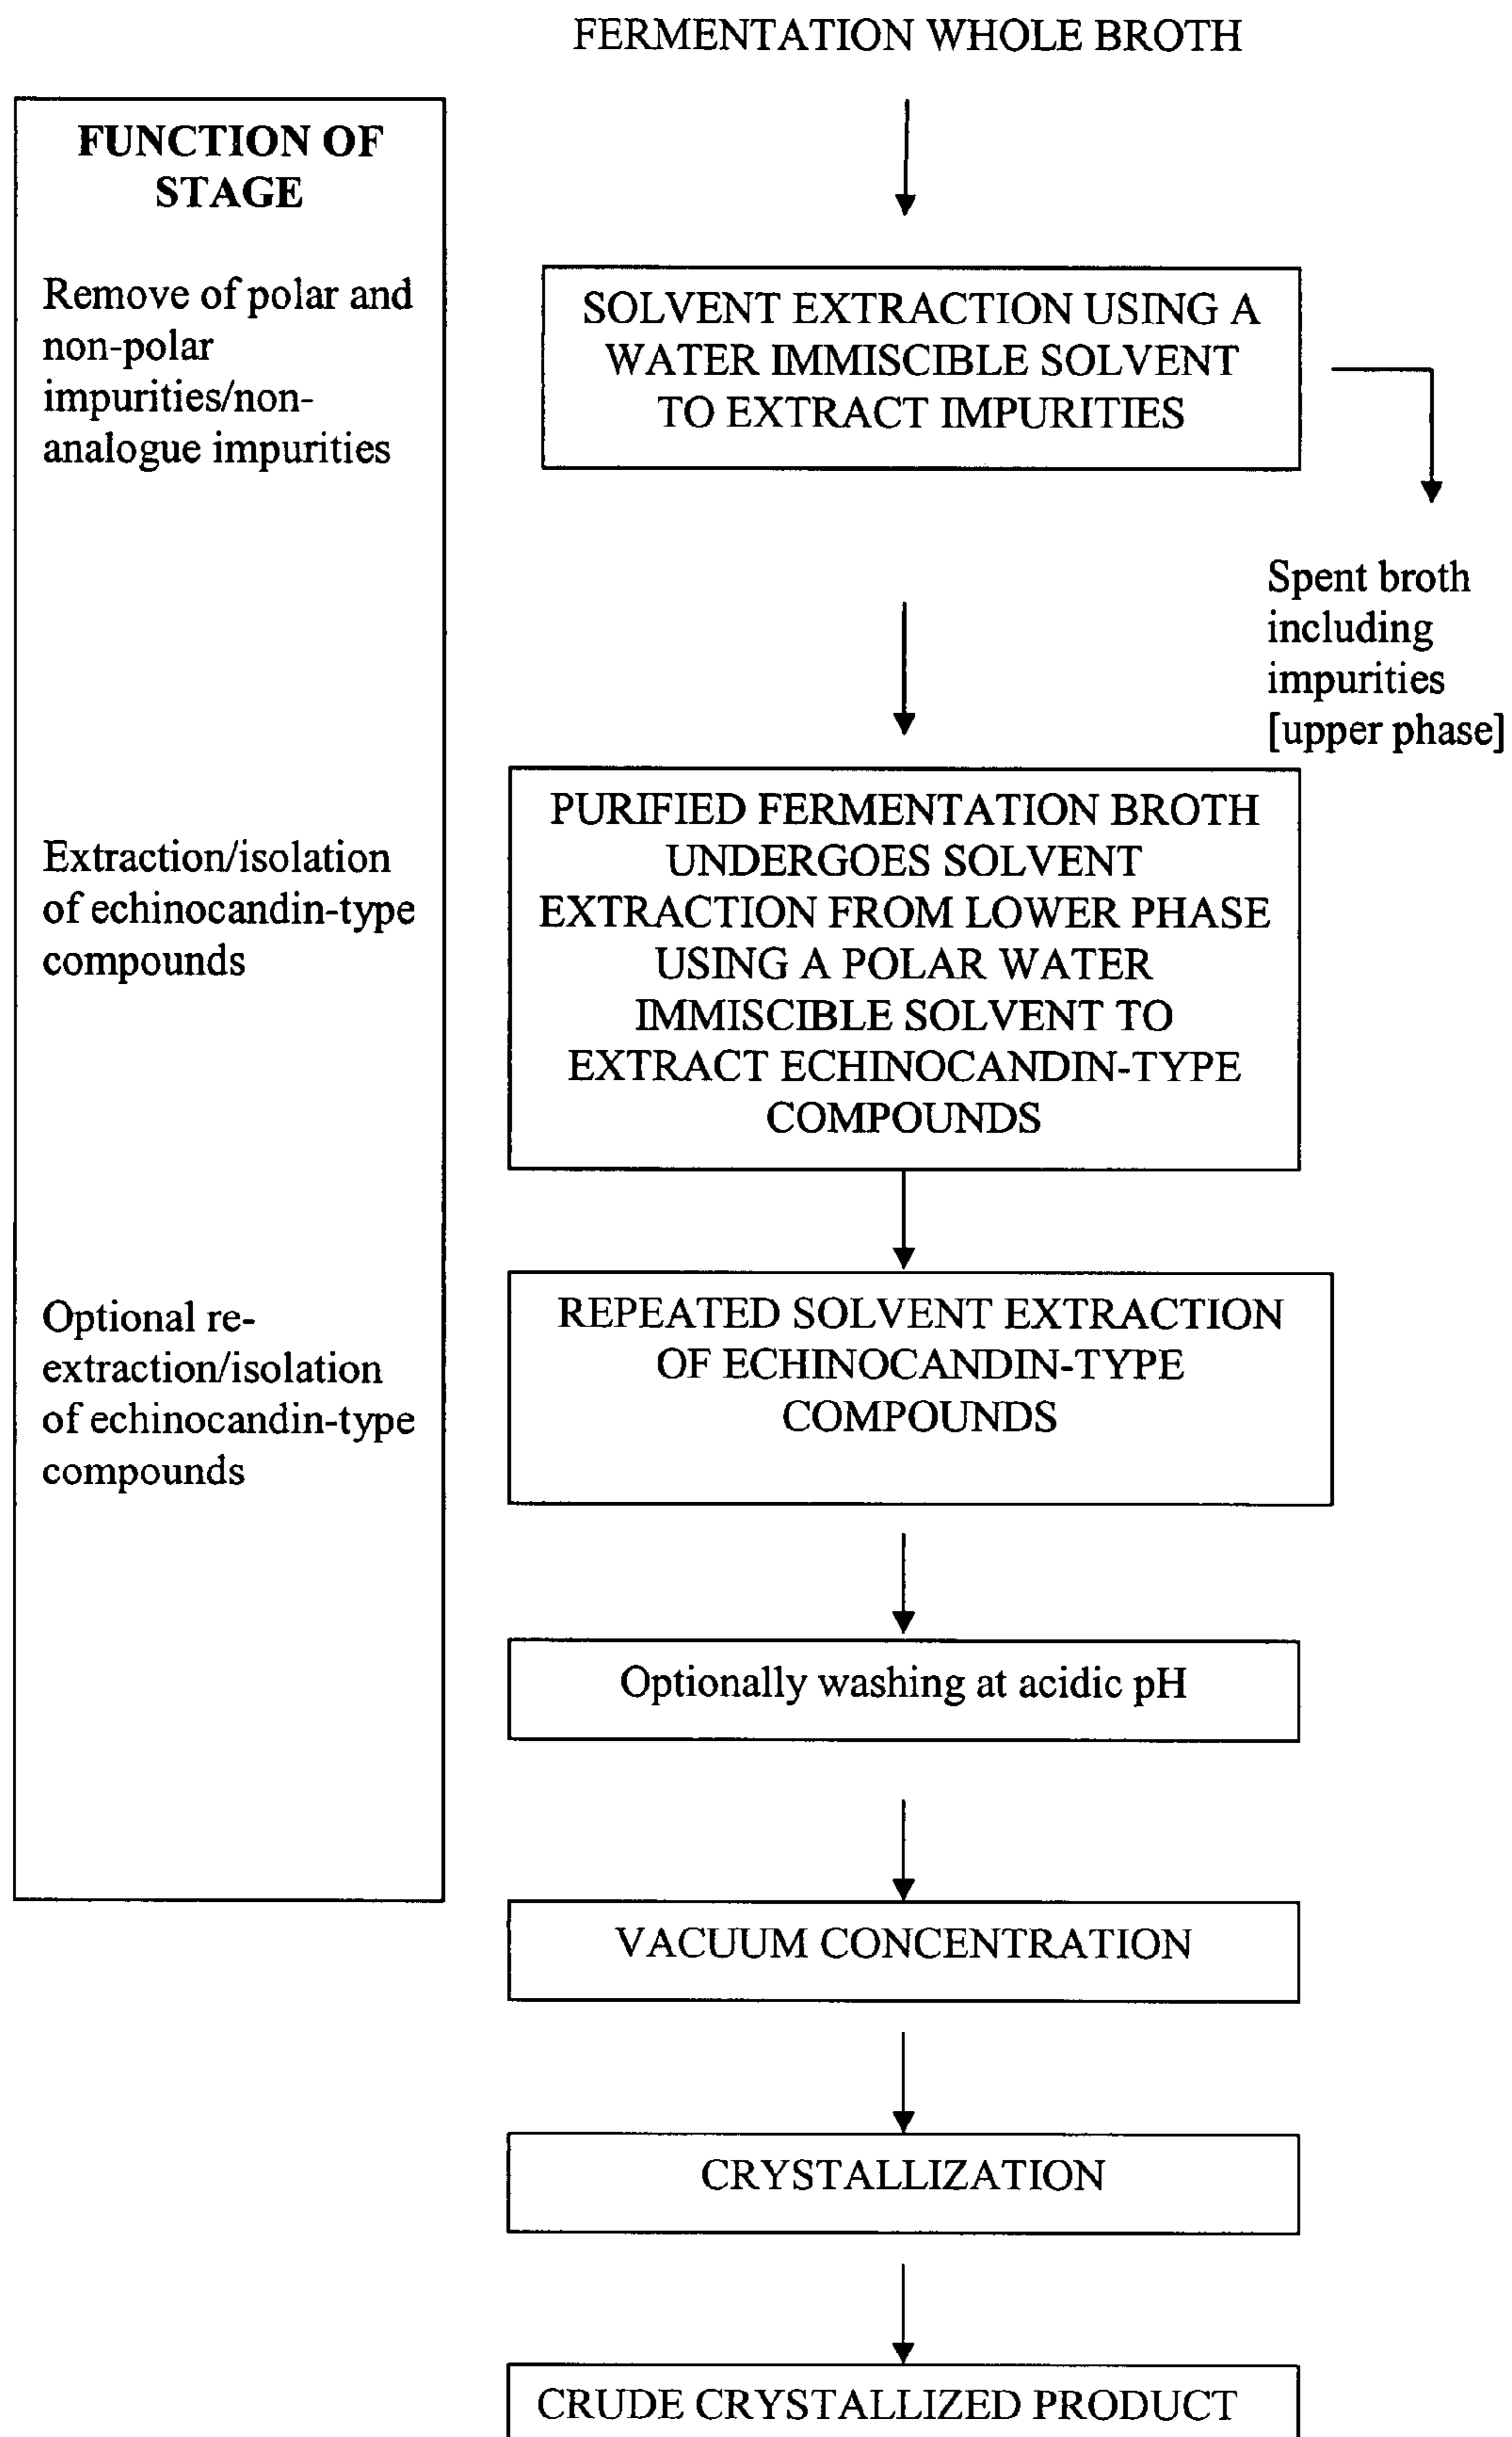 FERMENTATION WHOLE BROTH
FUNCTION OF
STAGE
Remove of polar and
non-polar
impurities/non-
analogue impurities
SOLVENT EXTRACTION USING A
WATER IMMISCIBLE SOLVENT
TO EXTRACT IMPURITIES
Spent broth
including
impurities
[upper phase]
Extraction/isolation
of echinocandin-type
compounds
PURIFIED FERMENTATION BROTH
UNDERGOES SOLVENT
EXTRACTION FROM LOWER PHASE
USING A POLAR WATER
IMMISCIBLE SOLVENT TO
EXTRACT ECHINOCANDIN-TYPE
COMPOUNDS
Optional re-
extraction/isolation
of echinocandin-type
compounds
REPEATED SOLVENT EXTRACTION
OF ECHINOCANDIN-TYPE
COMPOUNDS
Optionally washing at acidic pH
VACUUM CONCENTRATION
CRYSTALLIZATION
CRUDE CRYSTALLIZED PRODUCT